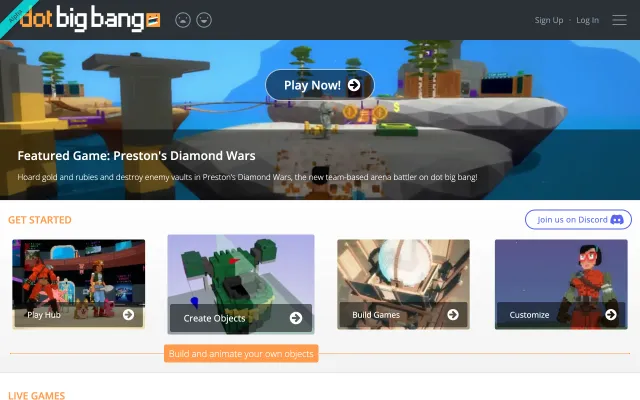 Alpha
dot big bang
Sign Up · Log In
Play Now!
Featured Game: Preston's Diamond Wars
Hoard gold and rubies and destroy enemy vaults in Preston's Diamond Wars, the new team-based arena battler on dot big bang!
GET STARTED
Join us on Discord
Play Hub
Create Objects
Build Games
Customize
Build and animate your own objects
LIVE GAMES